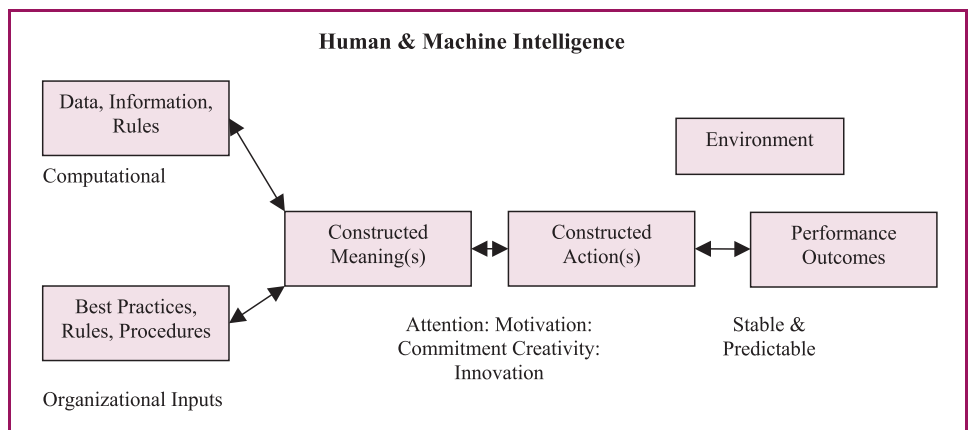 Human & Machine Intelligence
Data, Information,
Rules
Computational
Environment
Constructed
Meaning(s)
Constructed
Action(s)
Performance
Outcomes
Best Practices,
Rules, Procedures
Organizational Inputs
Attention: Motivation:
Commitment Creativity:
Innovation
Stable &
Predictable